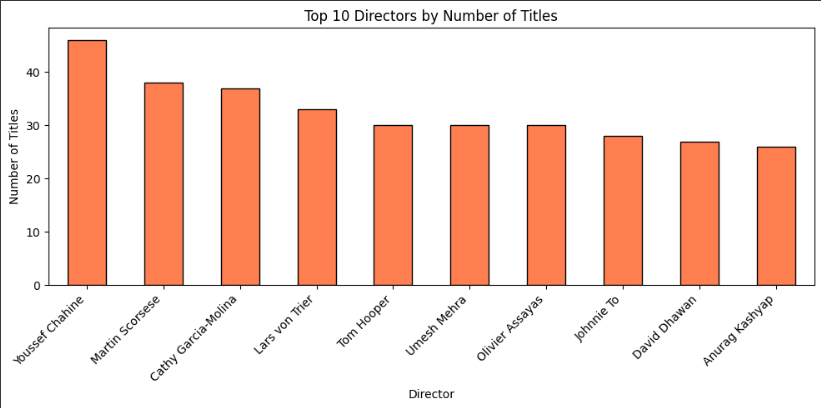 Top 10 Directors by Number of Titles
Number of Titles
40
30
20
10
0
Youssef Chahine
Martin Scorsese
Cathy Garcia-Molina
Lars von Trier
Tom Hooper
Umesh Mehra
Olivier Assayas
Johnnie To
David Dhawan
Anurag Kashyap
Director